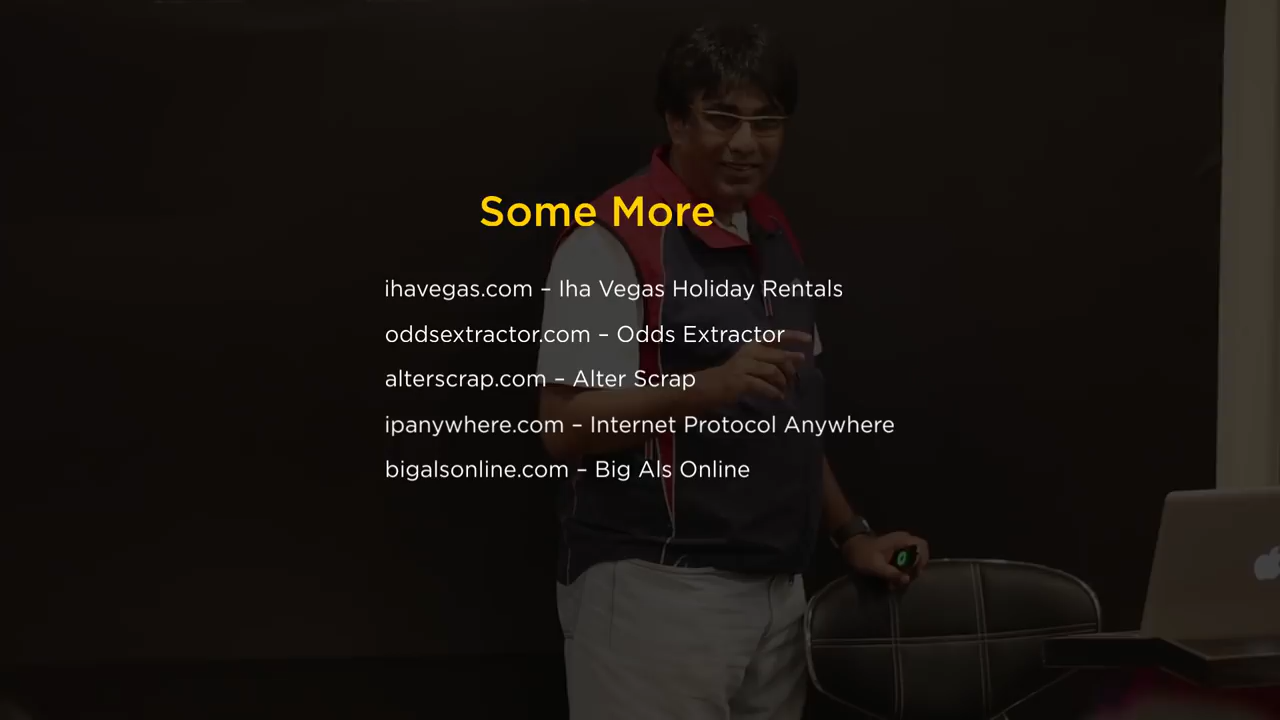 Some More
ihavegas.com – Iha Vegas Holiday Rentals
oddsextractor.com – Odds Extractor
alterscrap.com – Alter Scrap
ipanywhere.com – Internet Protocol Anywhere
bigalsonline.com – Big Als Online